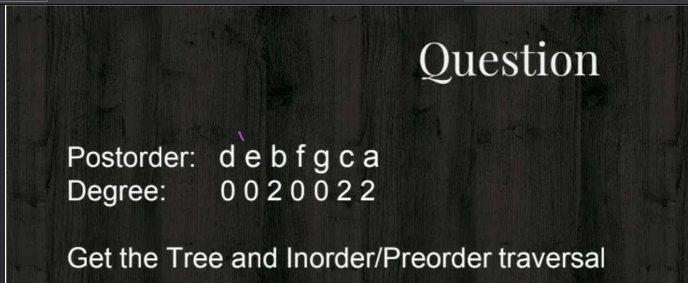 Question
Postorder: d e b f g c a
Degree: 0 0 2 0 0 2 2
Get the Tree and Inorder/Preorder traversal